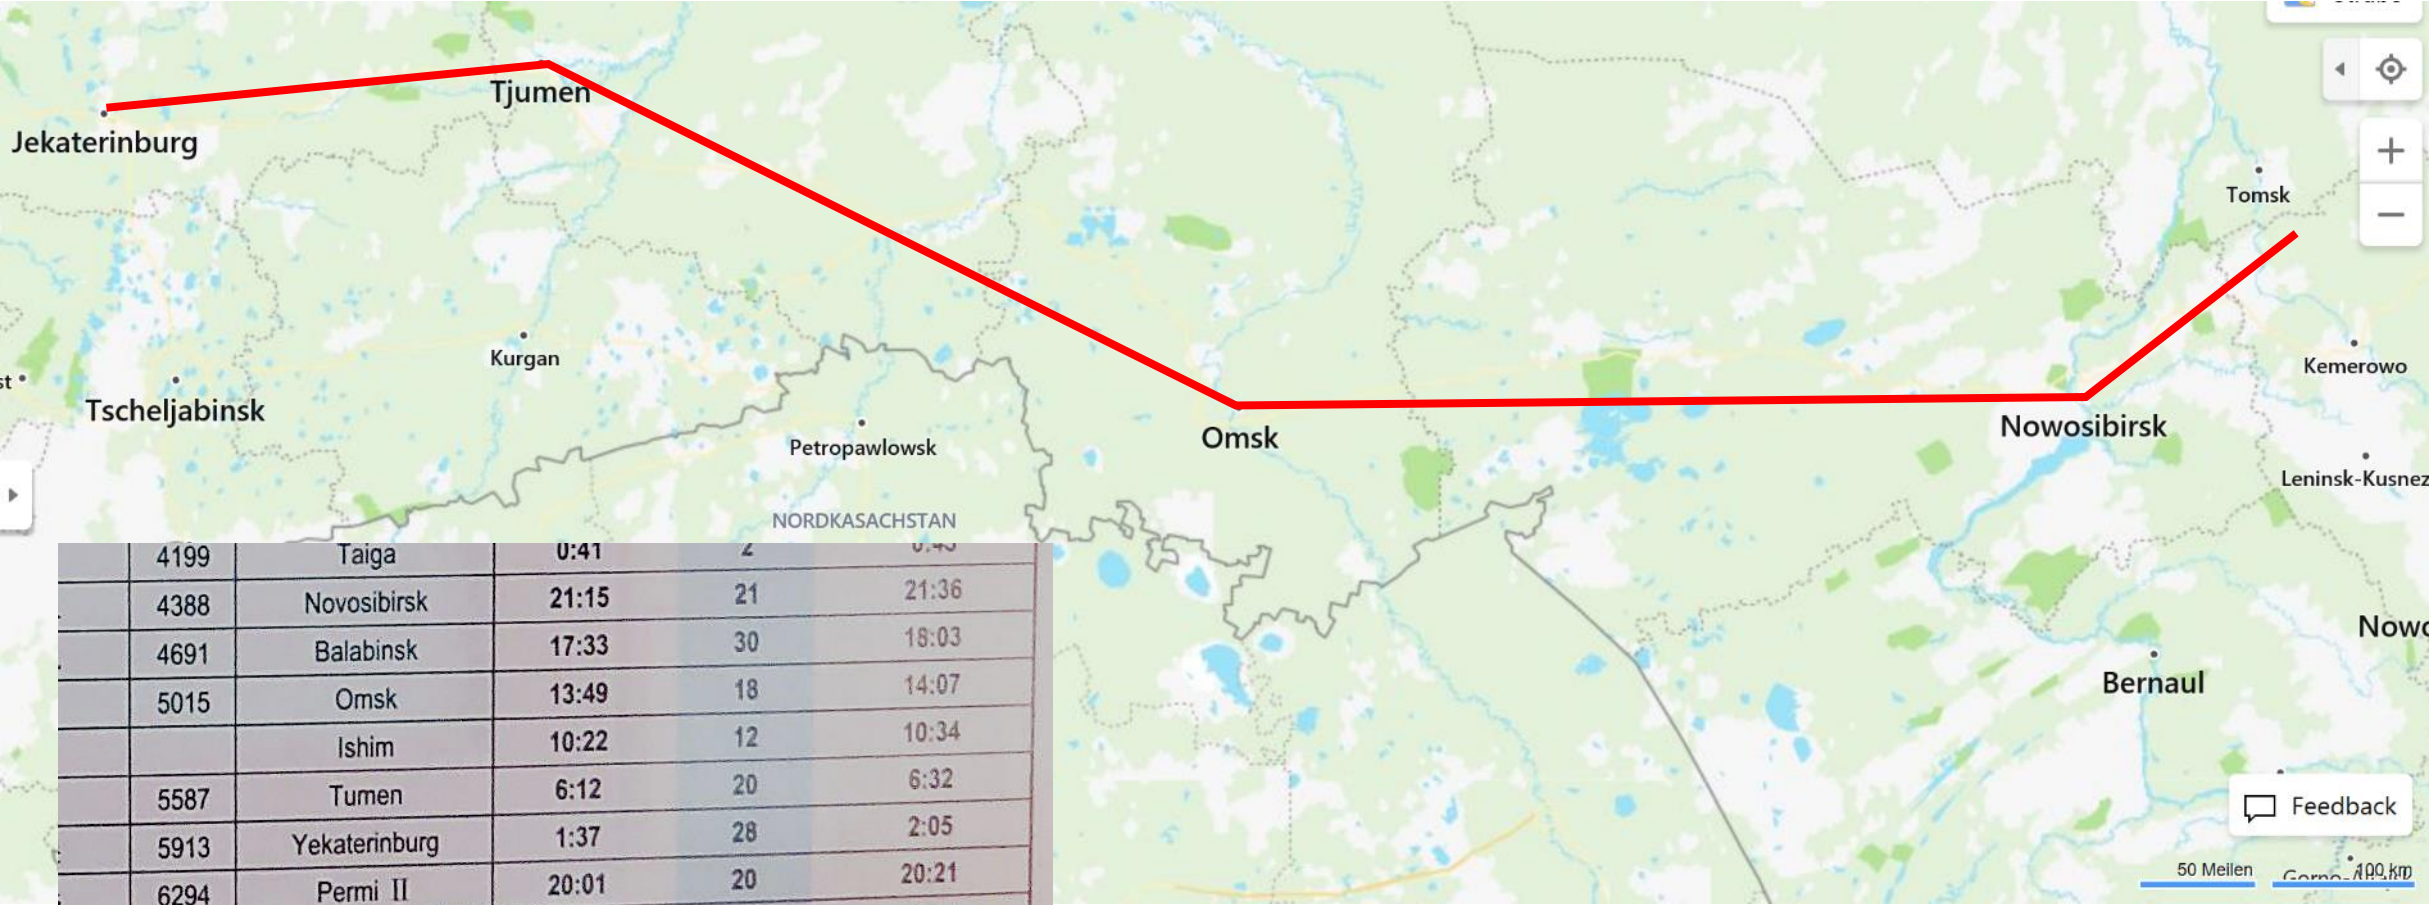 Tjumen
Jekaterinburg
Tomsk
Kurgan
Kemerowo
st
Tscheljabinsk
Petropawlowsk
Omsk
Nowosibirsk
Leninsk-Kusnez
NORDKASACHSTAN
4199 Taiga 0:41 2
4388 Novosibirsk 21:15 21 21:36
4691 Balabinsk 17:33 30 18:03
5015 Omsk 13:49 18 14:07
Ishim 10:22 12 10:34
5587 Tumen 6:12 20 6:32
5913 Yekaterinburg 1:37 28 2:05
6294 Permi II 20:01 20 20:21
Nowo
Bernaul
Feedback
50 Meilen 100 km